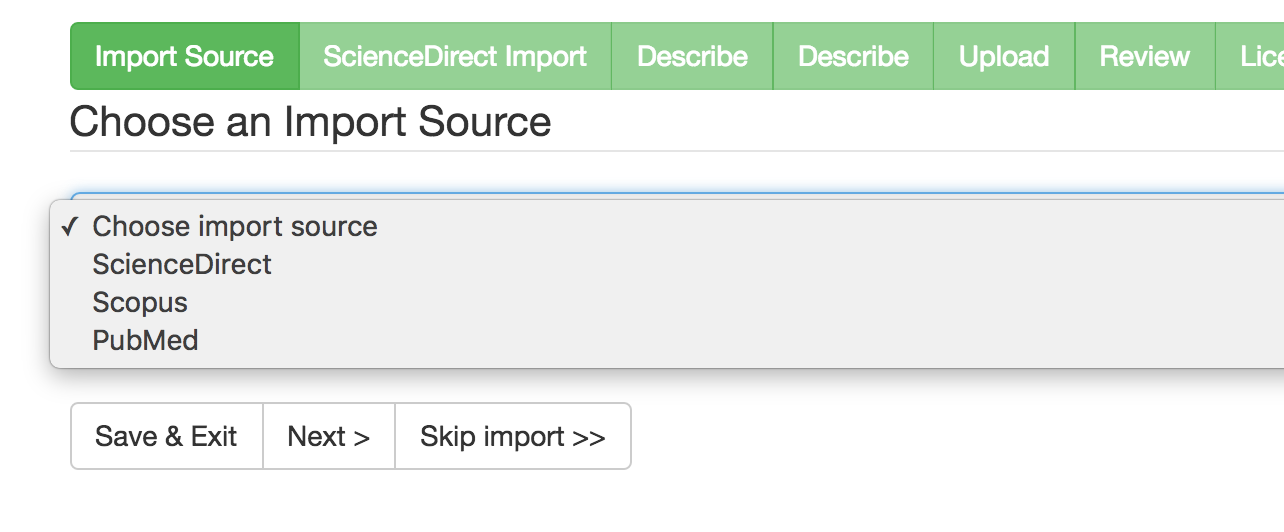 Import Source ScienceDirect Import Describe Describe Upload Review
Choose an Import Source
✓ Choose import source
ScienceDirect
Scopus
PubMed
Save & Exit Next > Skip import >>